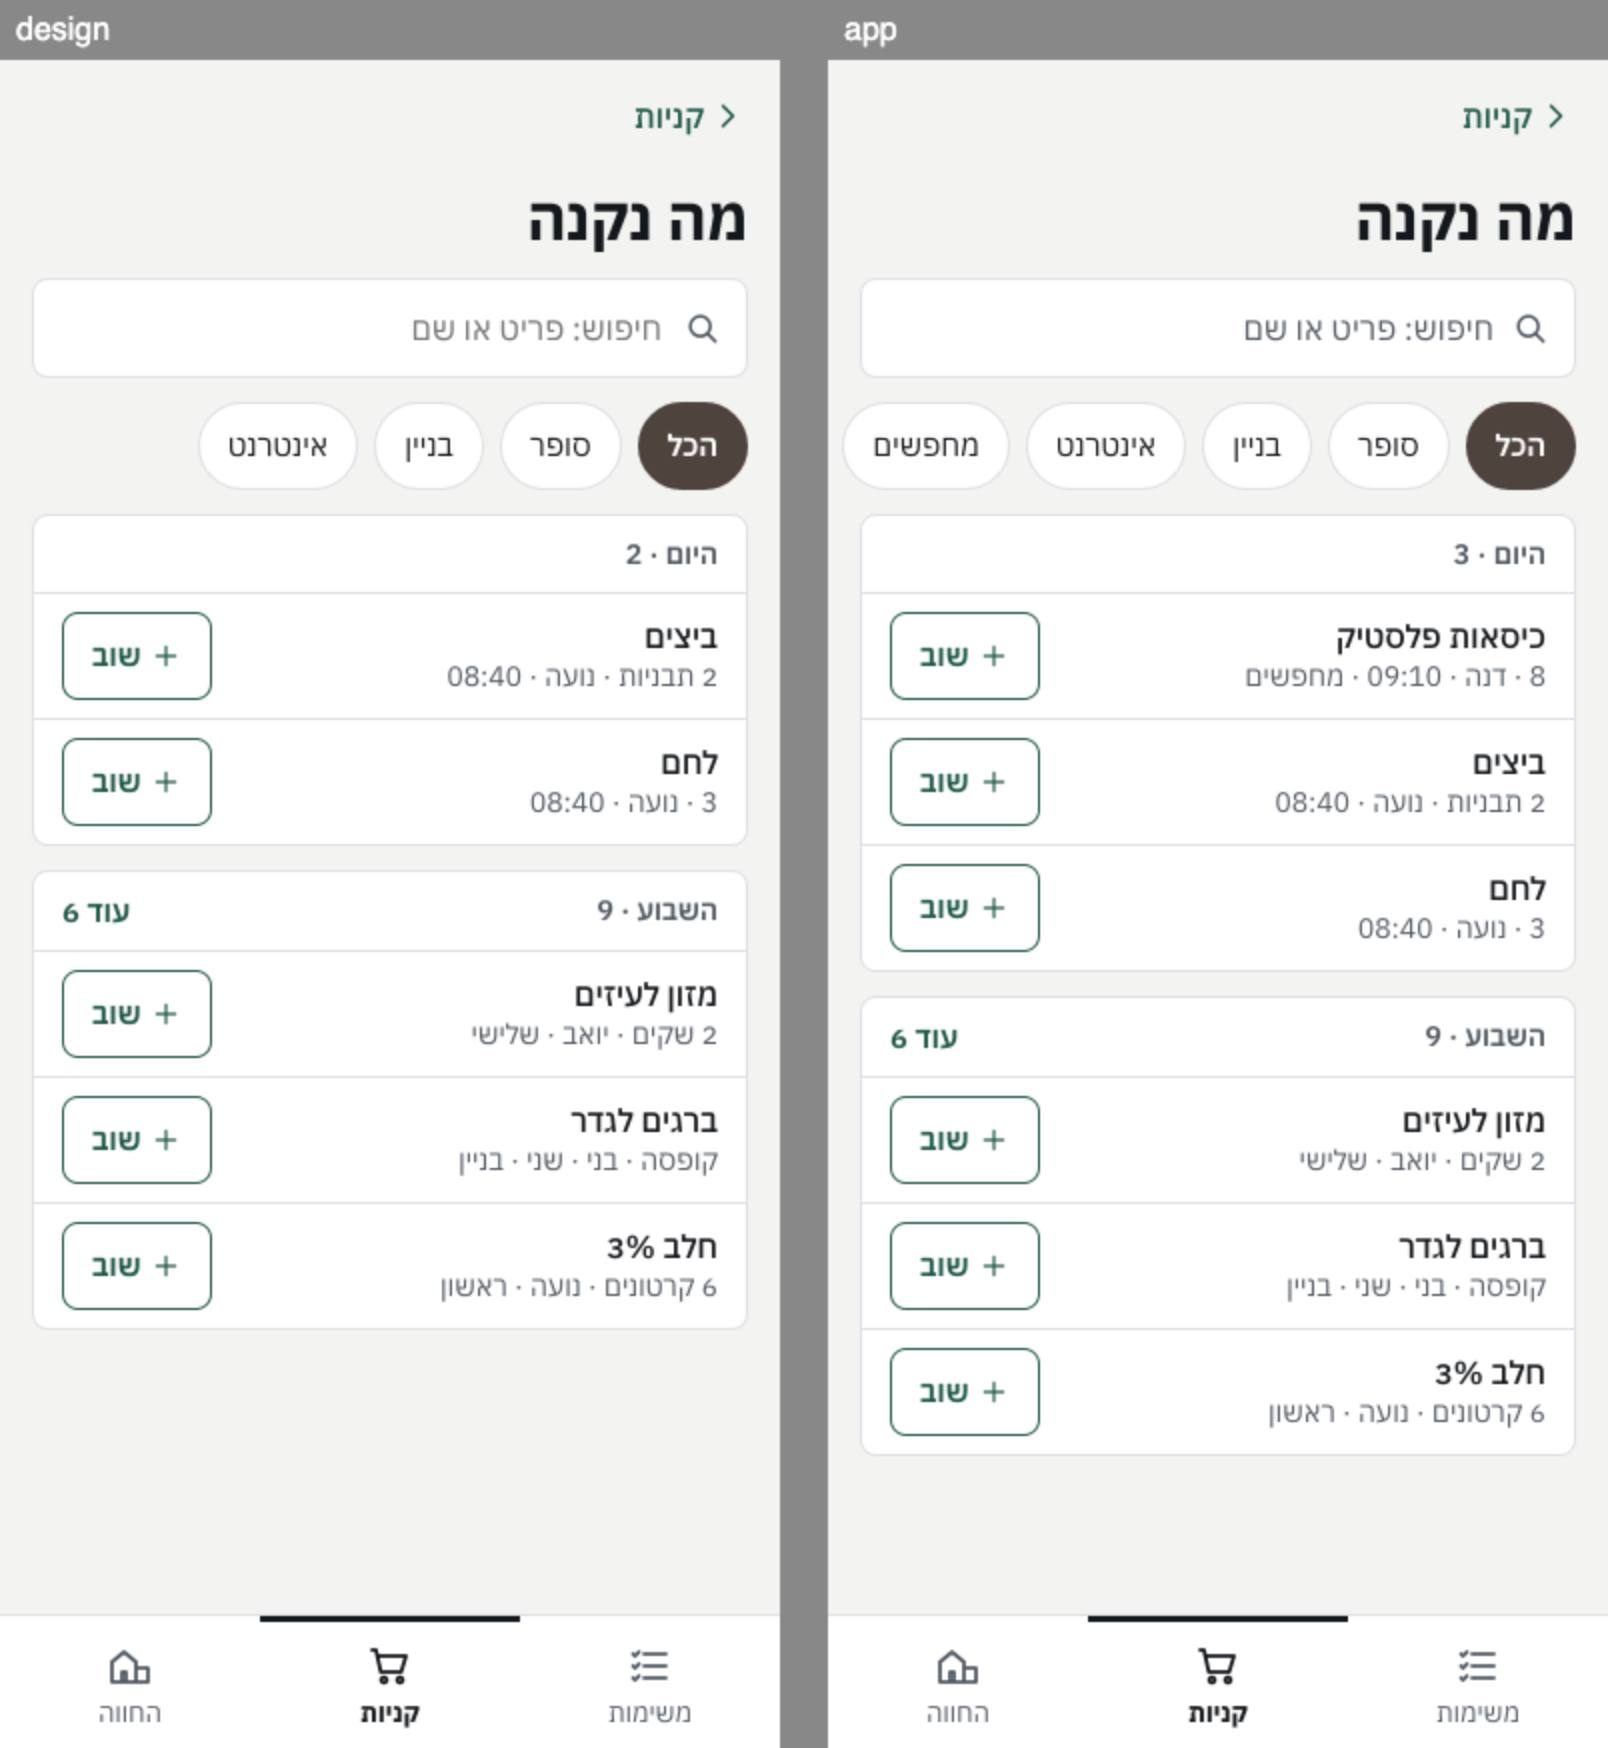 design
קניות
מה נקנה
חיפוש: פריט או שם
הכל
סופר
בניין
אינטרנט
היום · 2
ביצים
2 תבניות · נועה · 08:40
+ שוב
לחם
3 · נועה · 08:40
+ שוב
השבוע · 9
עוד 6
מזון לעיזים
2 שקים · יואב · שלישי
+ שוב
ברגים לגדר
קופסה · בני · שני · בניין
+ שוב
חלב 3%
6 קרטונים · נועה · ראשון
+ שוב
משימות
קניות
החווה
app
קניות
מה נקנה
חיפוש: פריט או שם
הכל
סופר
בניין
אינטרנט
מחפשים
היום · 3
כיסאות פלסטיק
8 · דנה · 09:10 · מחפשים
+ שוב
ביצים
2 תבניות · נועה · 08:40
+ שוב
לחם
3 · נועה · 08:40
+ שוב
השבוע · 9
עוד 6
מזון לעיזים
2 שקים · יואב · שלישי
+ שוב
ברגים לגדר
קופסה · בני · שני · בניין
+ שוב
חלב 3%
6 קרטונים · נועה · ראשון
+ שוב
משימות
קניות
החווה